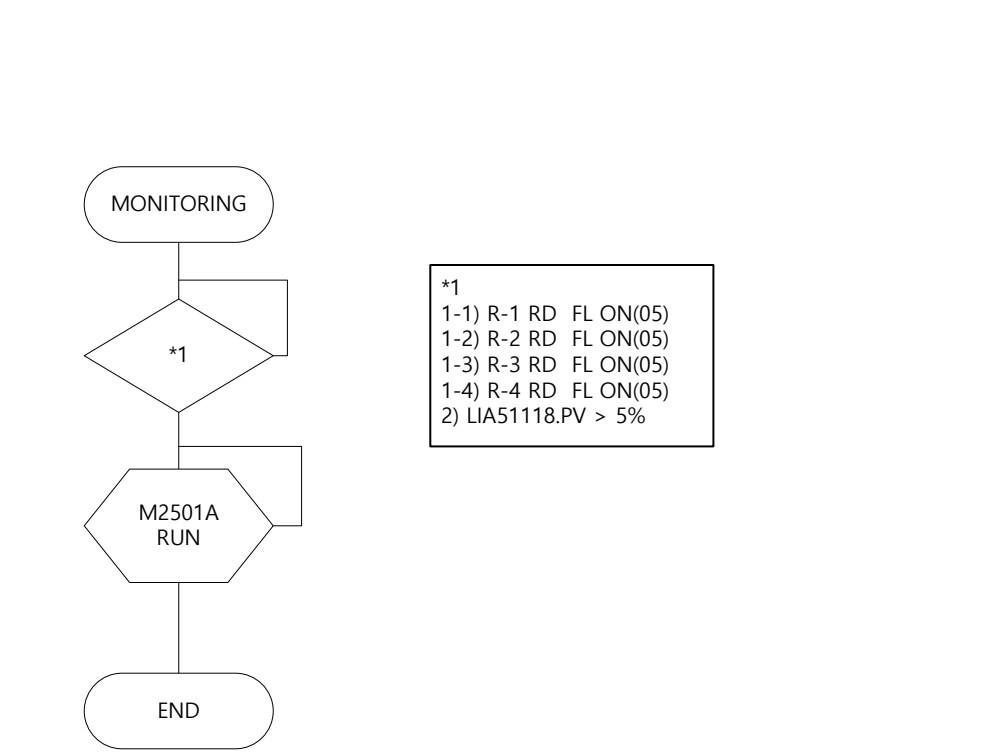 MONITORING
*1
*1
1-1) R-1 RD  FL ON(05)
1-2) R-2 RD  FL ON(05)
1-3) R-3 RD  FL ON(05)
1-4) R-4 RD  FL ON(05)
2) LIA51118.PV > 5%
M2501A
RUN
END